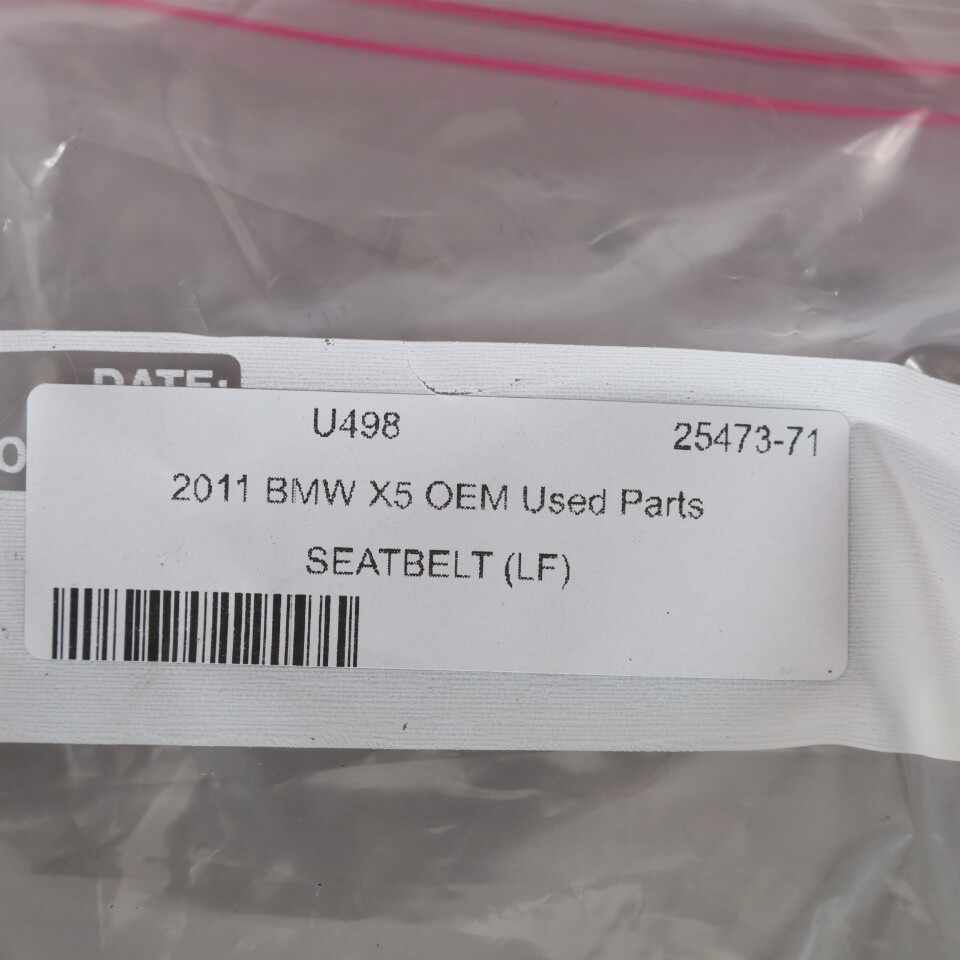 DATE:
U498 25473-71
2011 BMW X5 OEM Used Parts
SEATBELT (LF)